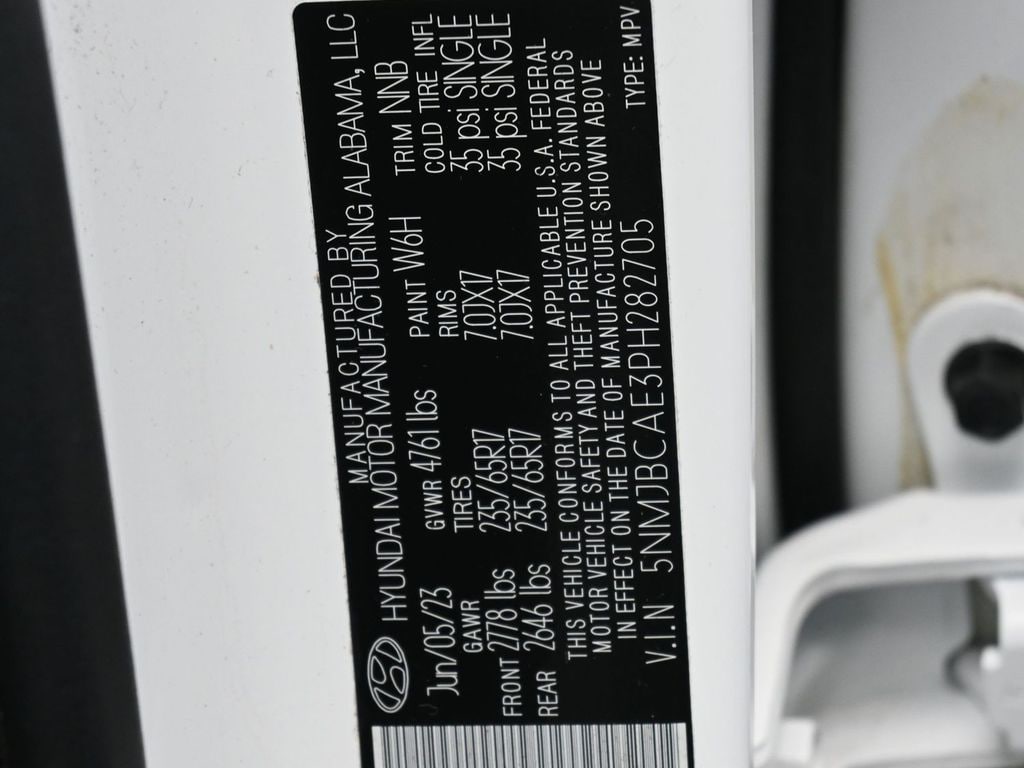 MANUFACTURED BY
HYUNDAI MOTOR MANUFACTURING ALABAMA, LLC
Jun/05/23 GVWR 4761 lbs PAINT W6H TRIM NNB
GAWR TIRES RIMS COLD TIRE INFL
FRONT 2778 lbs 235/65R17 7.0JX17 35 psi SINGLE
REAR 2646 lbs 235/65R17 7.0JX17 35 psi SINGLE
THIS VEHICLE CONFORMS TO ALL APPLICABLE U.S.A. FEDERAL
MOTOR VEHICLE SAFETY AND THEFT PREVENTION STANDARDS
IN EFFECT ON THE DATE OF MANUFACTURE SHOWN ABOVE
V.I.N 5NMJBCAE3PH282705 TYPE: MPV